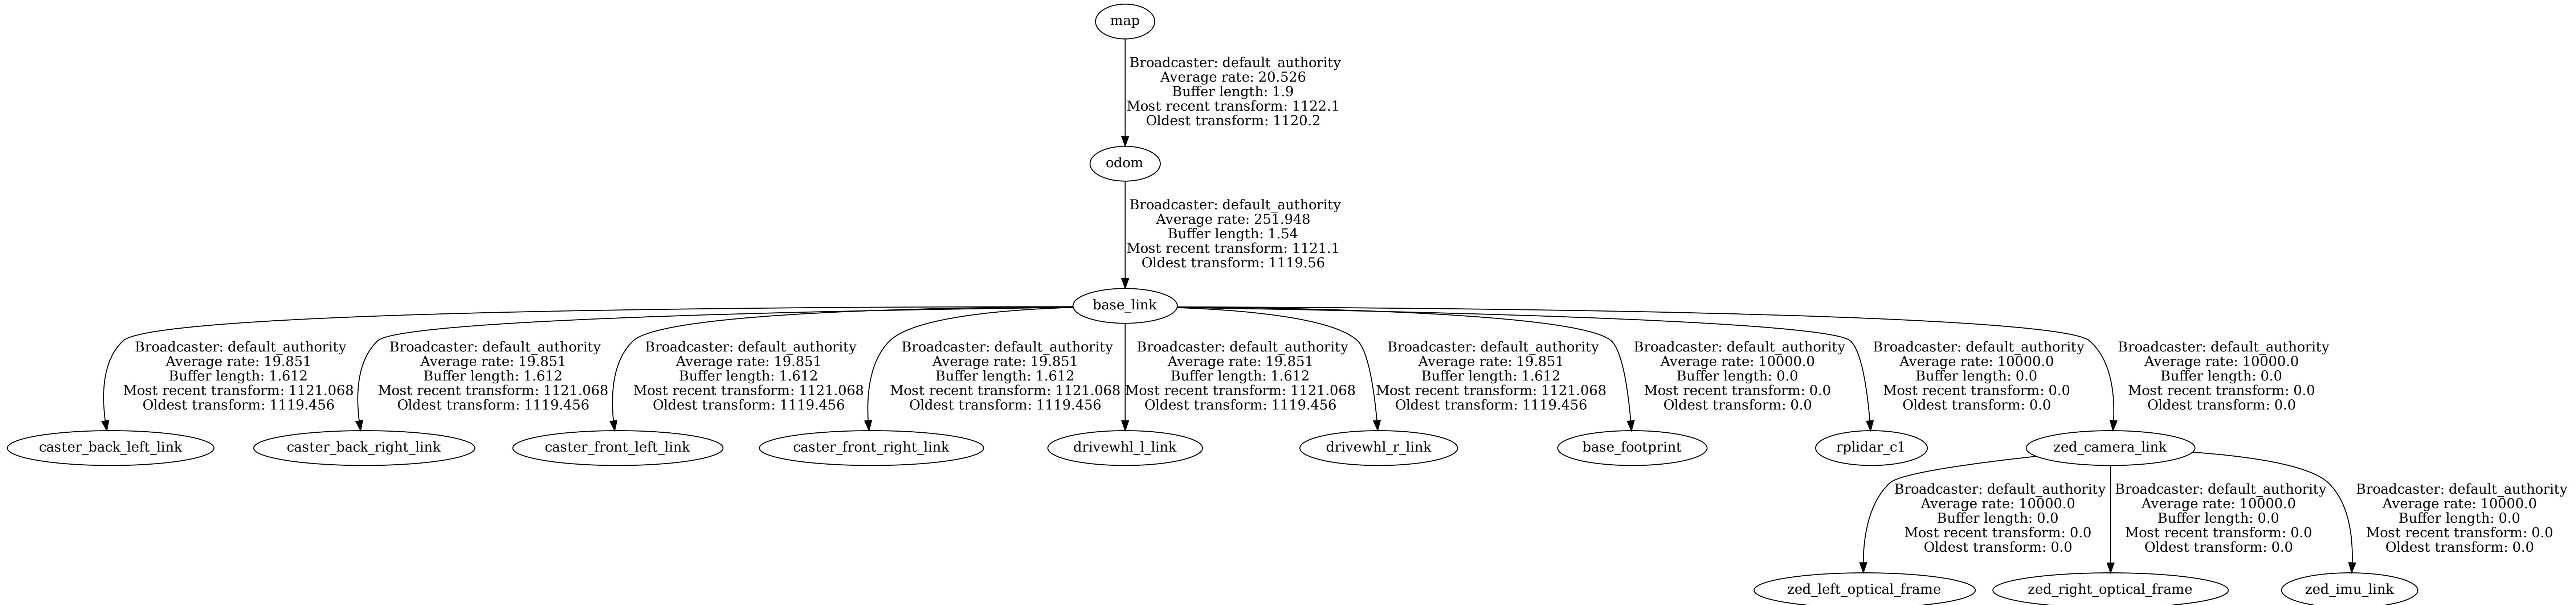 map
Broadcaster: default_authority
Average rate: 20.526
Buffer length: 1.9
Most recent transform: 1122.1
Oldest transform: 1120.2
odom
Broadcaster: default_authority
Average rate: 251.948
Buffer length: 1.54
Most recent transform: 1121.1
Oldest transform: 1119.56
base_link
Broadcaster: default_authority
Average rate: 19.851
Buffer length: 1.612
Most recent transform: 1121.068
Oldest transform: 1119.456
Broadcaster: default_authority
Average rate: 19.851
Buffer length: 1.612
Most recent transform: 1121.068
Oldest transform: 1119.456
Broadcaster: default_authority
Average rate: 19.851
Buffer length: 1.612
Most recent transform: 1121.068
Oldest transform: 1119.456
Broadcaster: default_authority
Average rate: 19.851
Buffer length: 1.612
Most recent transform: 1121.068
Oldest transform: 1119.456
Broadcaster: default_authority
Average rate: 19.851
Buffer length: 1.612
Most recent transform: 1121.068
Oldest transform: 1119.456
Broadcaster: default_authority
Average rate: 19.851
Buffer length: 1.612
Most recent transform: 1121.068
Oldest transform: 1119.456
Broadcaster: default_authority
Average rate: 10000.0
Buffer length: 0.0
Most recent transform: 0.0
Oldest transform: 0.0
Broadcaster: default_authority
Average rate: 10000.0
Buffer length: 0.0
Most recent transform: 0.0
Oldest transform: 0.0
Broadcaster: default_authority
Average rate: 10000.0
Buffer length: 0.0
Most recent transform: 0.0
Oldest transform: 0.0
caster_back_left_link
caster_back_right_link
caster_front_left_link
caster_front_right_link
drivewhl_l_link
drivewhl_r_link
base_footprint
rplidar_c1
zed_camera_link
Broadcaster: default_authority
Average rate: 10000.0
Buffer length: 0.0
Most recent transform: 0.0
Oldest transform: 0.0
Broadcaster: default_authority
Average rate: 10000.0
Buffer length: 0.0
Most recent transform: 0.0
Oldest transform: 0.0
Broadcaster: default_authority
Average rate: 10000.0
Buffer length: 0.0
Most recent transform: 0.0
Oldest transform: 0.0
zed_left_optical_frame
zed_right_optical_frame
zed_imu_link